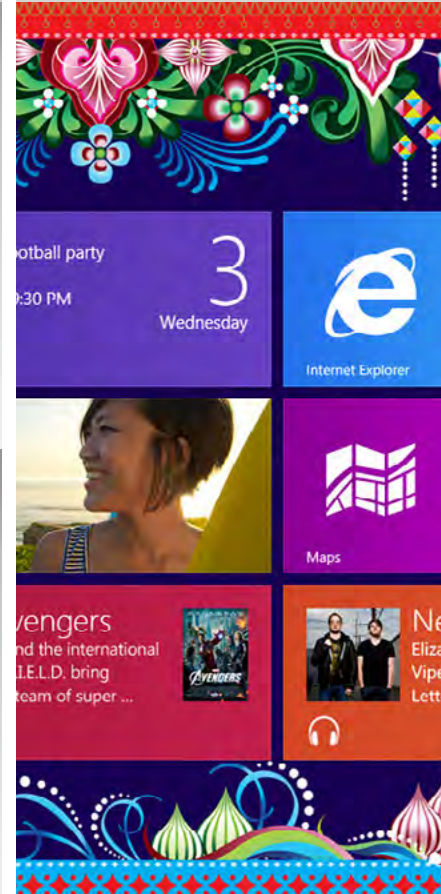 ootball party
:30 PM
3
Wednesday
Internet Explorer
Maps
vengers
nd the international
.I.E.L.D. bring
team of super ...
AVENGERS
Ne
Eliza
Vipe
Lett